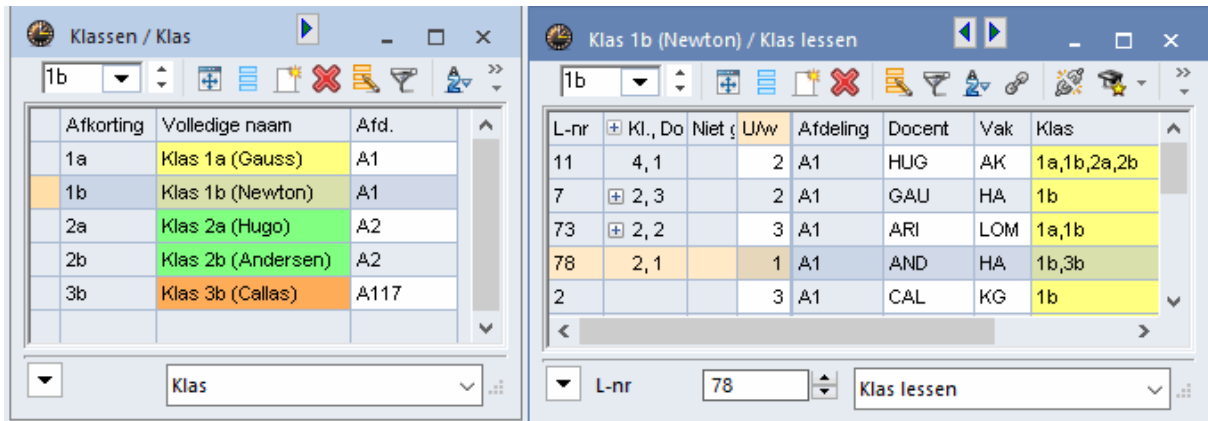 Klassen / Klas
1b
Afkorting Volledige naam Afd.
1a Klas 1a (Gauss) A1
1b Klas 1b (Newton) A1
2a Klas 2a (Hugo) A2
2b Klas 2b (Andersen) A2
3b Klas 3b (Callas) A117
Klas
Klas 1b (Newton) / Klas lessen
1b
L-nr Kl., Do Niet U/w Afdeling Docent Vak Klas
11 4, 1 2 A1 HUG AK 1a,1b,2a,2b
7 2, 3 2 A1 GAU HA 1b
73 2, 2 3 A1 ARI LOM 1a,1b
78 2, 1 1 A1 AND HA 1b,3b
2 3 A1 CAL KG 1b
L-nr 78 Klas lessen